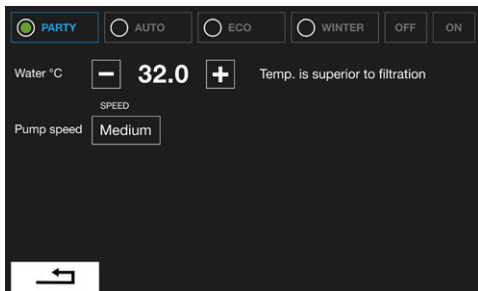 PARTY AUTO ECO WINTER OFF ON
Water °C − 32.0 + Temp. is superior to filtration
SPEED
Pump speed Medium